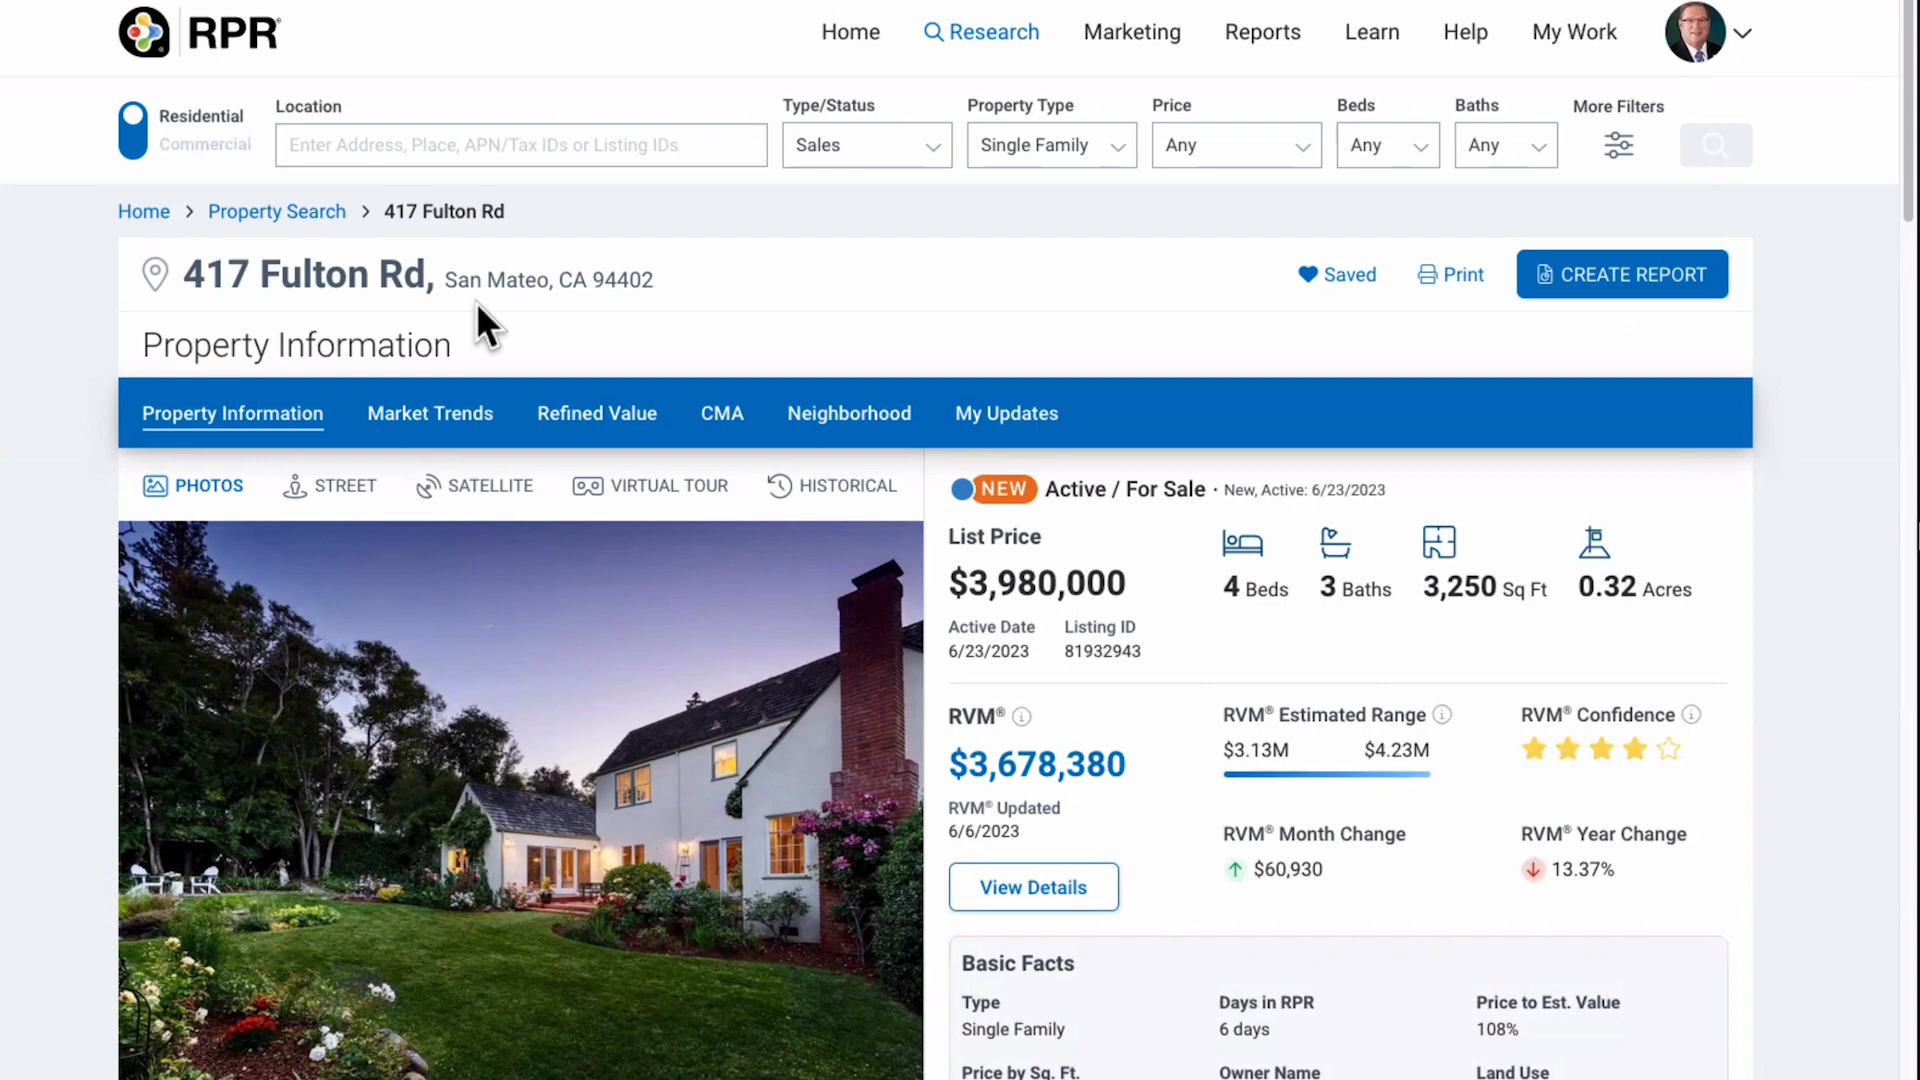 RPR
Home
Research
Marketing
Reports
Learn
Help
My Work
Residential
Commercial
Location
Enter Address, Place, APN/Tax IDs or Listing IDs
Type/Status
Sales
Property Type
Single Family
Price
Any
Beds
Any
Baths
Any
More Filters
Home > Property Search > 417 Fulton Rd
417 Fulton Rd, San Mateo, CA 94402
Saved
Print
CREATE REPORT
Property Information
Property Information
Market Trends
Refined Value
CMA
Neighborhood
My Updates
PHOTOS
STREET
SATELLITE
VIRTUAL TOUR
HISTORICAL
NEW Active / For Sale · New, Active: 6/23/2023
List Price
$3,980,000
4 Beds
3 Baths
3,250 Sq Ft
0.32 Acres
Active Date
6/23/2023
Listing ID
81932943
RVM®
$3,678,380
RVM® Updated
6/6/2023
View Details
RVM® Estimated Range
$3.13M $4.23M
RVM® Confidence
RVM® Month Change
$60,930
RVM® Year Change
13.37%
Basic Facts
Type
Single Family
Days in RPR
6 days
Price to Est. Value
108%
Price by Sq. Ft.
Owner Name
Land Use